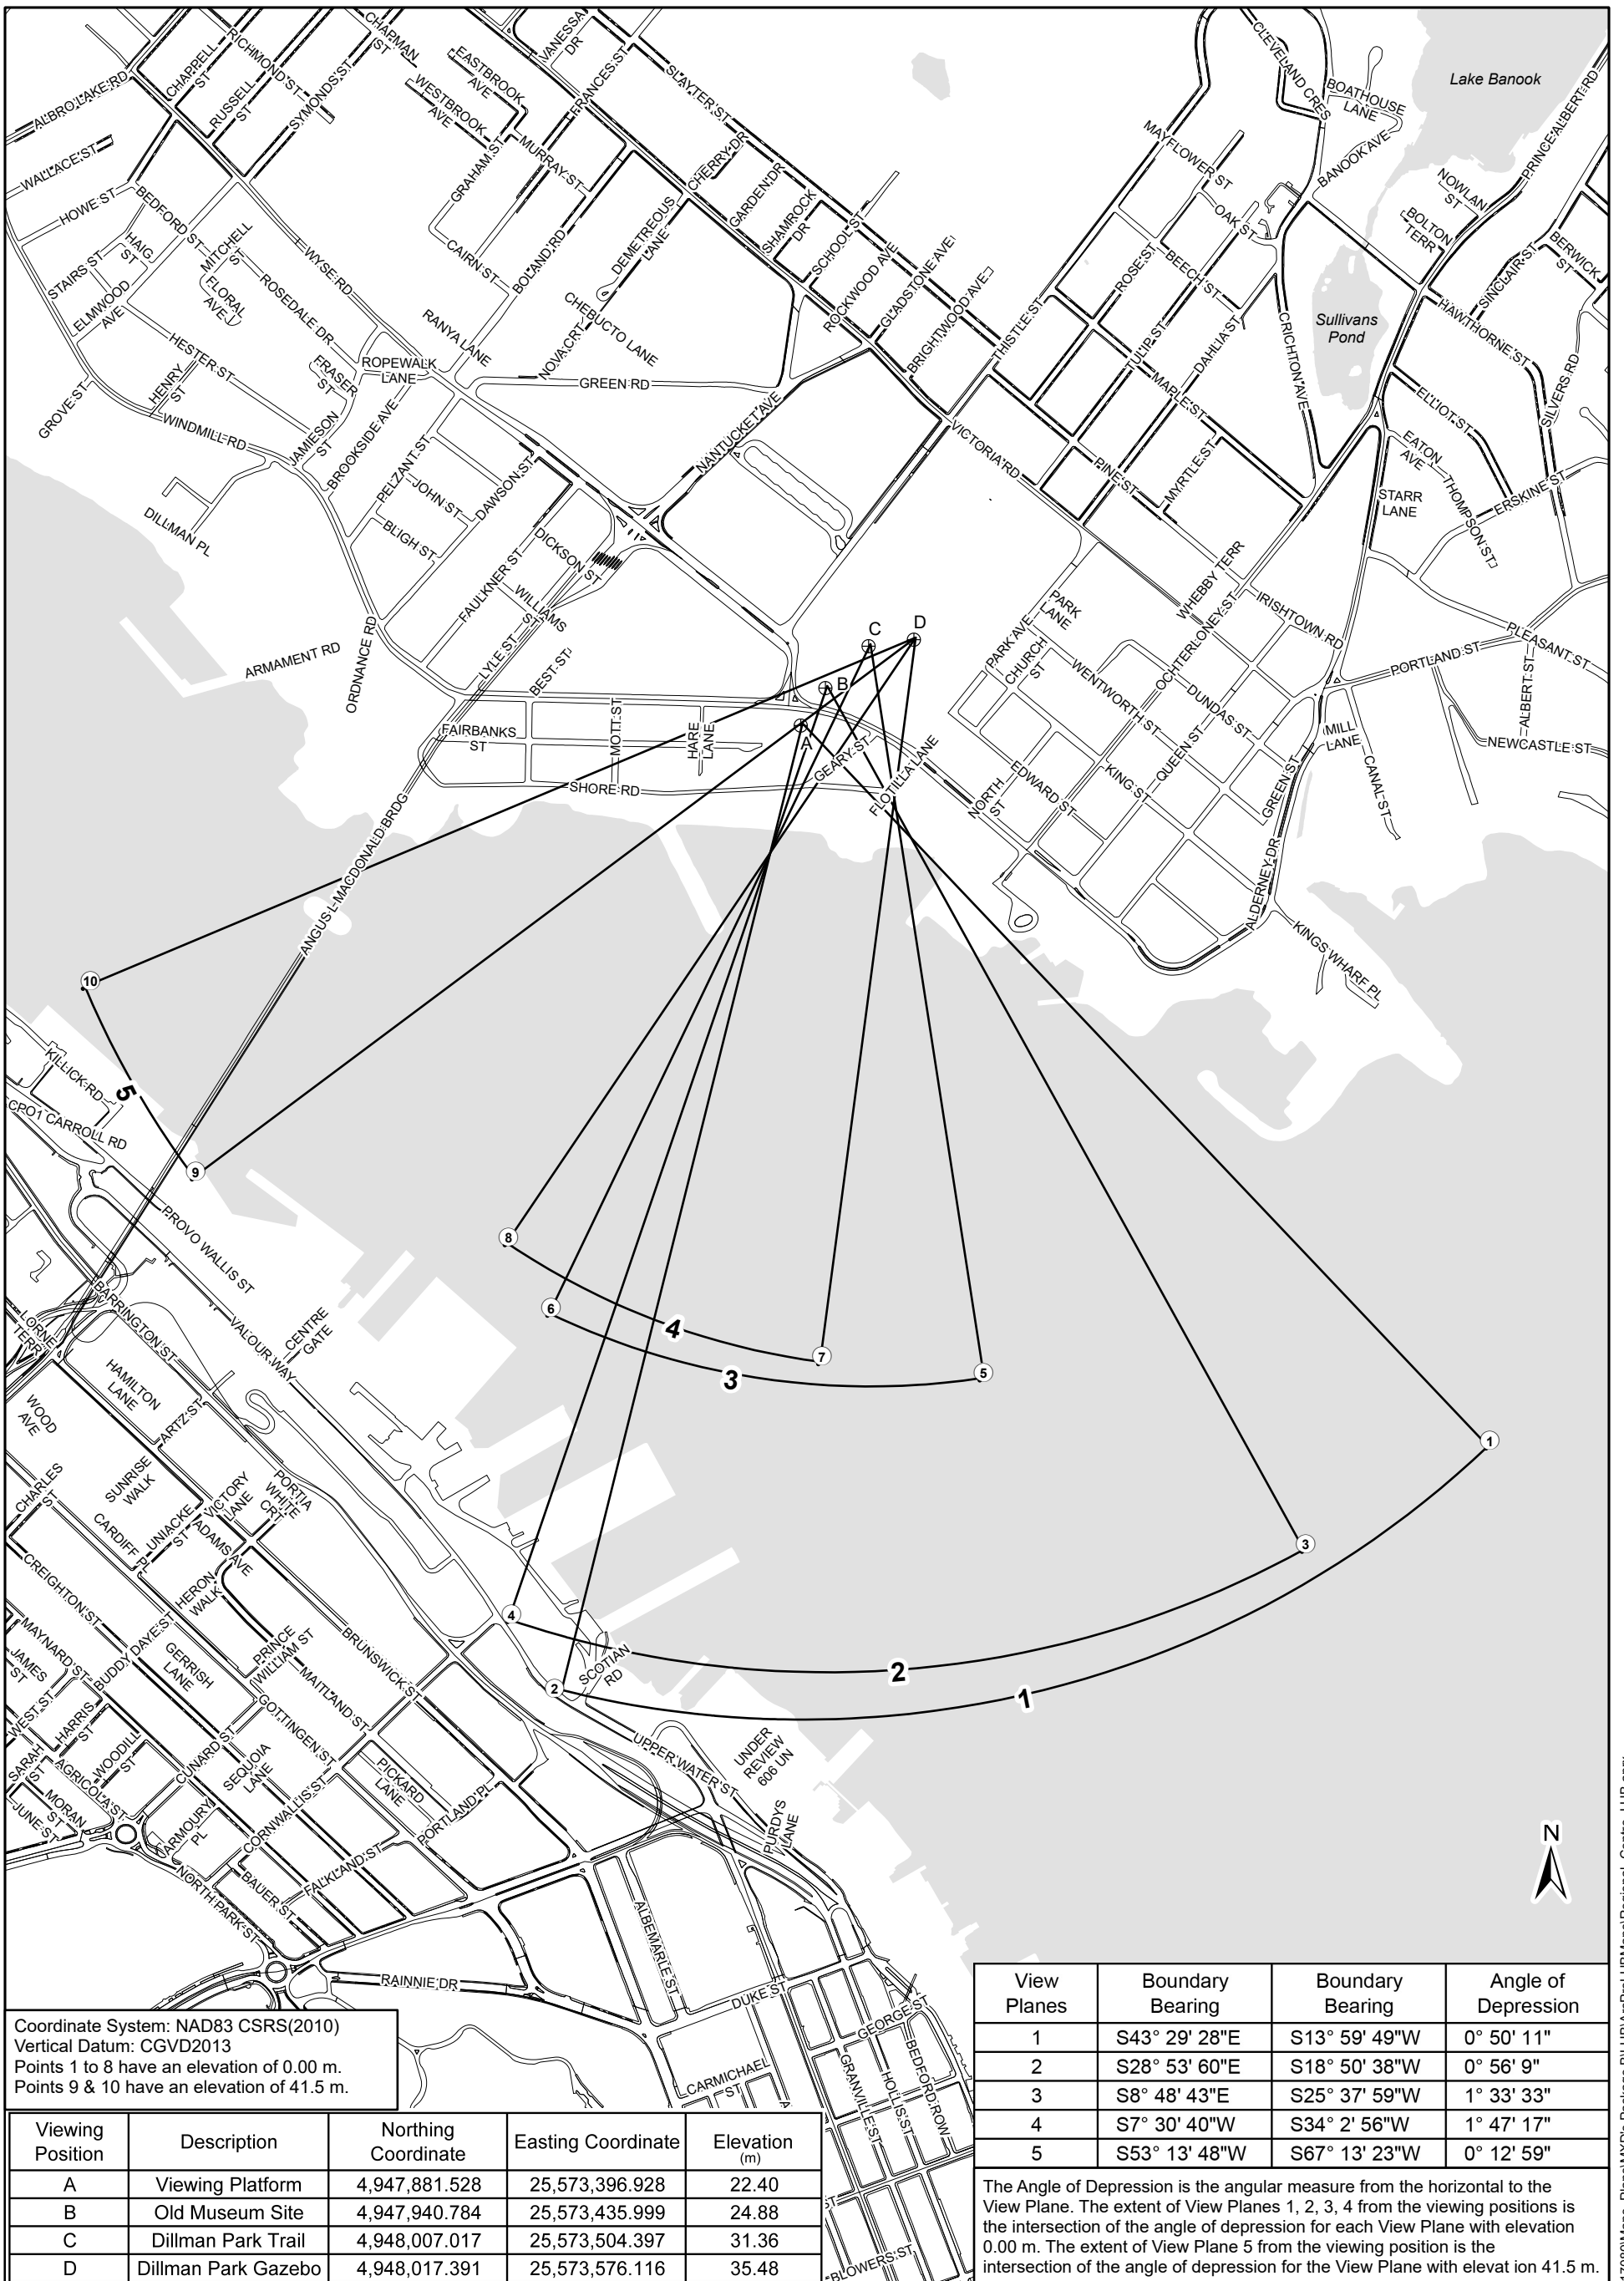 CHAPMAN
ST
VANESSA
DR
CLEVELAND CRES
Lake Banook
RICHMOND ST
CHAPPELL
ST
EASTBROOK
AVE
FRANCES ST
SLAYTER ST
BOATHOUSE
LANE
PRINCE ALBERT RD
ALBRO LAKE RD
RUSSELL
ST
SYMONDS ST
WESTBROOK
AVE
MURRAY ST
CHERRY DR
MAYFLOWER ST
BANOOK AVE
WALLACE ST
GRAHAM ST
GARDEN DR
NOWLAN
ST
HOWE ST
BEDFORD ST
DEMETREOUS
LANE
SHAMROCK
DR
SCHOOL ST
OAK ST
BOLTON
TERR
HAIG
ST
MITCHELL
ST
WYSE RD
CAIRN ST
BOLAND RD
ROCKWOOD AVE
GLADSTONE AVE
ROSE ST
BEECH ST
SINCLAIR ST
BERWICK
ST
STAIRS ST
ELMWOOD
AVE
FLORAL
AVE
ROSEDALE DR
CHEBUCTO LANE
BRIGHTWOOD AVE
THISTLE ST
TULIP ST
DAHLIA ST
CRICHTON AVE
Sullivans
Pond
HAWTHORNE ST
HESTER ST
RANYA LANE
NOVA CRT
GREEN RD
ROPEWALK
LANE
FRASER
ST
HENRY
ST
GROVE ST
WINDMILL RD
JAMIESON
ST
BROOKSIDE AVE
NANTUCKET AVE
VICTORIA RD
MAPLE ST
ELLIOT ST
SILVERS RD
PELZANT ST
JOHN ST
DAWSON ST
PINE ST
MYRTLE ST
EATON
AVE
THOMPSON ST
ERSKINE ST
DILLMAN PL
BLIGH ST
STARR
LANE
DICKSON ST
FAULKNER ST
WILLIAMS
ST
WHEBBY TERR
IRISHTOWN RD
ARMAMENT RD
ORDNANCE RD
LYLE ST
BEST ST
C
D
B
A
PARK
LANE
PARK AVE
CHURCH
ST
WENTWORTH ST
OCHTERLONEY ST
DUNDAS ST
PORTLAND ST
PLEASANT ST
ALBERT ST
FAIRBANKS
ST
MOTT ST
HARE
LANE
GEARY ST
QUEEN ST
MILL
LANE
NEWCASTLE ST
SHORE RD
FLOTILLA LANE
NORTH
ST
EDWARD ST
KING ST
GREEN ST
CANAL ST
ANGUS L MACDONALD BRDG
ALDERNEY DR
KINGS WHARF PL
10
KILLICK RD
5
CPO1 CARROLL RD
9
PROVO WALLIS ST
8
BARRINGTON ST
6
4
7
3
5
LORNE
TERR
VALOUR WAY
CENTRE
GATE
HAMILTON
LANE
WOOD
AVE
ARTZ ST
1
CHARLES
ST
SUNRISE
WALK
VICTORY
LANE
PORTIA
WHITE
CRT
CARDIFF PL
UNIACKE
ST
ADAMS AVE
3
CREIGHTON ST
HERON
WALK
4
MAYNARD ST
JAMES
ST
BUDDY DAYE ST
GERRISH
LANE
PRINCE
WILLIAM ST
BRUNSWICK ST
SCOTIAN
RD
2
2
1
WEST ST
HARRIS
ST
MAITLAND ST
GOTTINGEN ST
SARAH
ST
AGRICOLA ST
WOODILL
ST
CUNARD ST
SEQUOIA
LANE
PICKARD
LANE
UPPER WATER ST
UNDER
REVIEW
606 UN
JUNE ST
MORAN
ST
ARMOURY
PL
CORNWALLIS ST
PORTLAND PL
PURDYS
LANE
N
NORTH PARK ST
BAUER ST
FALKLAND ST
ALBEMARLE ST
RAINNIE DR
DUKE ST
GEORGE ST
CARMICHAEL
ST
GRANVILLE ST
HOLLIS ST
BEDFORD ROW
BLOWERS ST
Coordinate System: NAD83 CSRS(2010)
Vertical Datum: CGVD2013
Points 1 to 8 have an elevation of 0.00 m.
Points 9 & 10 have an elevation of 41.5 m.
Viewing Position Description Northing Coordinate Easting Coordinate Elevation (m)
A Viewing Platform 4,947,881.528 25,573,396.928 22.40
B Old Museum Site 4,947,940.784 25,573,435.999 24.88
C Dillman Park Trail 4,948,007.017 25,573,504.397 31.36
D Dillman Park Gazebo 4,948,017.391 25,573,576.116 35.48
View Planes Boundary Bearing Boundary Bearing Angle of Depression
1 S43° 29' 28"E S13° 59' 49"W 0° 50' 11"
2 S28° 53' 60"E S18° 50' 38"W 0° 56' 9"
3 S8° 48' 43"E S25° 37' 59"W 1° 33' 33"
4 S7° 30' 40"W S34° 2' 56"W 1° 47' 17"
5 S53° 13' 48"W S67° 13' 23"W 0° 12' 59"
The Angle of Depression is the angular measure from the horizontal to the
View Plane. The extent of View Planes 1, 2, 3, 4 from the viewing positions is
the intersection of the angle of depression for each View Plane with elevation
0.00 m. The extent of View Plane 5 from the viewing position is the
intersection of the angle of depression for the View Plane with elevat ion 41.5 m.